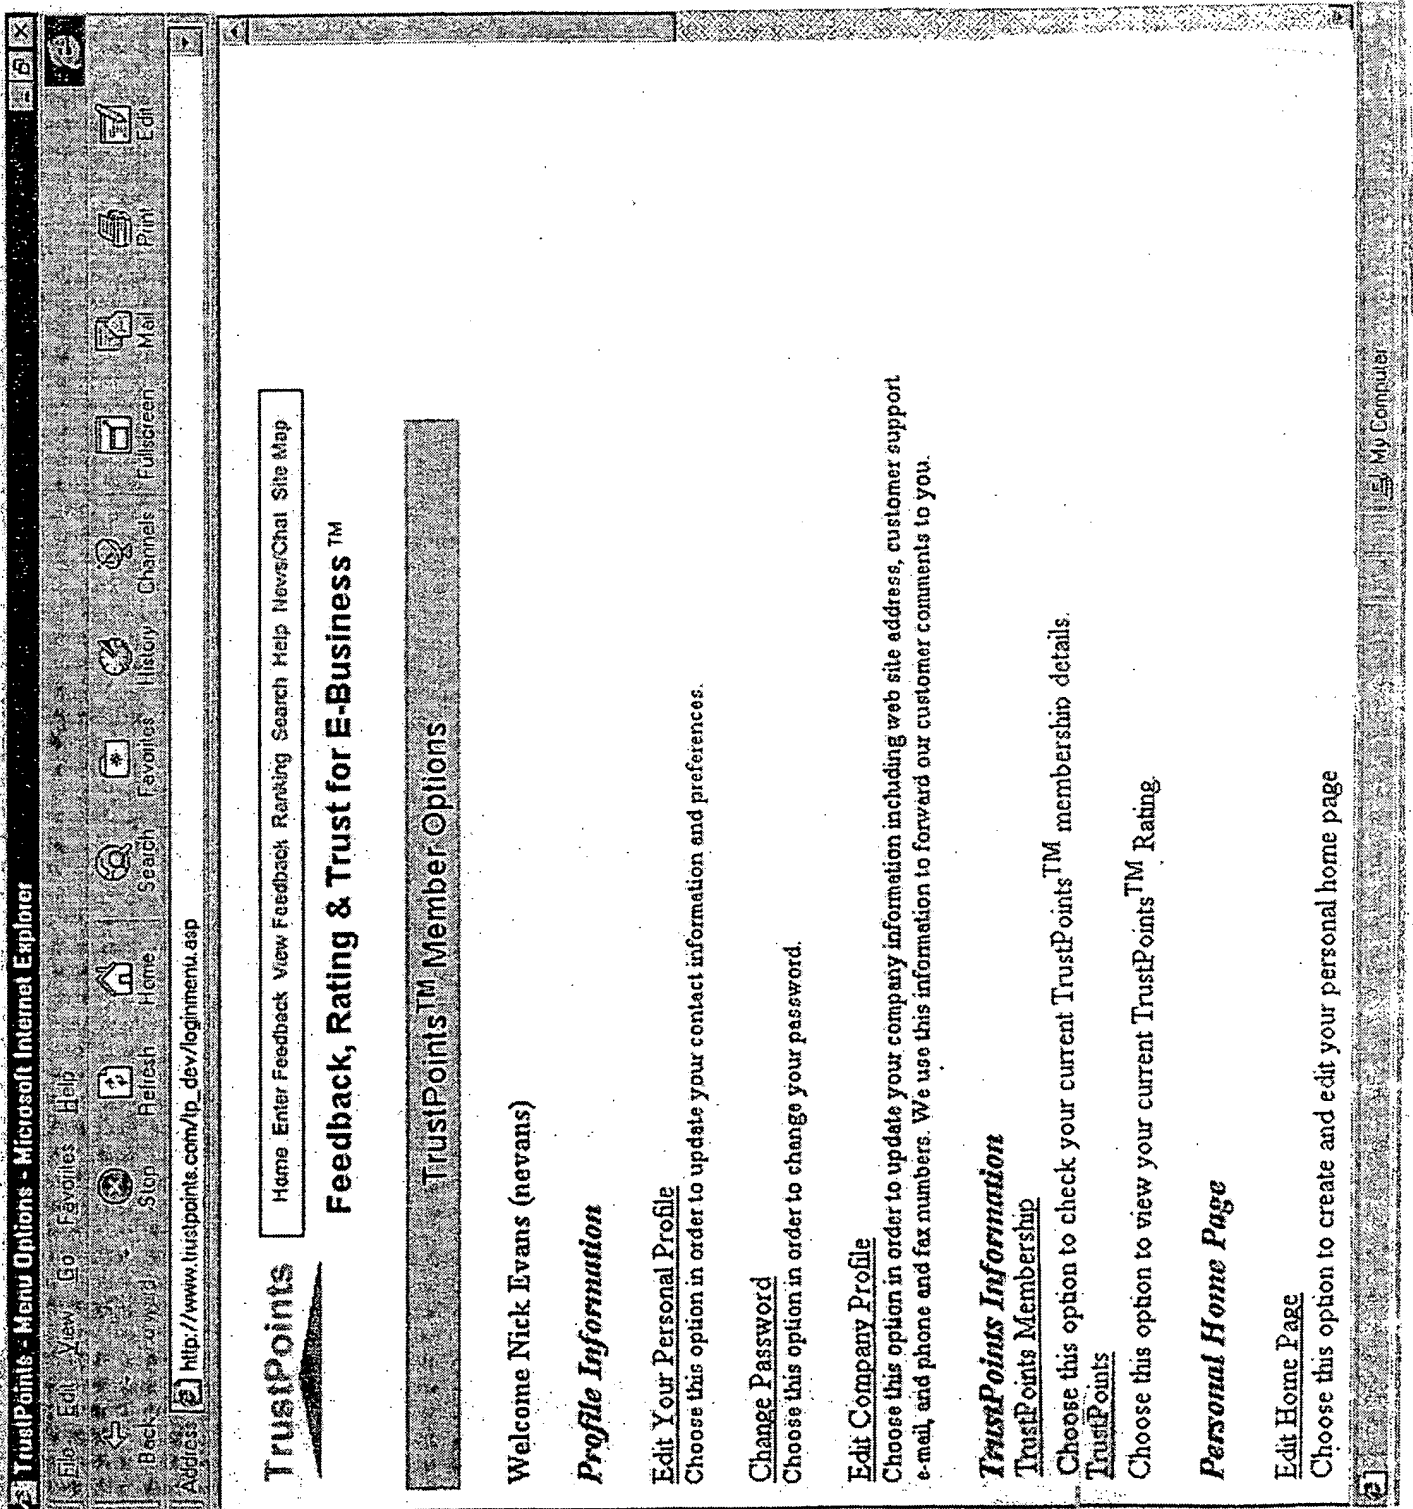 TrustPoints - Menu Options - Microsoft Internet Explorer
File Edit View Go Favorites Help
Back Forward Stop Refresh Home Search Favorites History Channels Fullscreen Mail Print Edit
Address http://www.trustpoints.com/tp_dev/loginmenu.asp
TrustPoints
Home Enter Feedback View Feedback Ranking Search Help News/Chat Site Map
Feedback, Rating & Trust for E-Business™
TrustPoints™ Member Options
Welcome Nick Evans (nevans)
Profile Information
Edit Your Personal Profile
Choose this option in order to update your contact information and preferences.
Change Password
Choose this option in order to change your password.
Edit Company Profile
Choose this option in order to update your company information including web site address, customer support
e-mail, and phone and fax numbers. We use this information to forward our customer comments to you.
TrustPoints Information
TrustPoints Membership
Choose this option to check your current TrustPoints™ membership details.
TrustPoints
Choose this option to view your current TrustPoints™ Rating.
Personal Home Page
Edit Home Page
Choose this option to create and edit your personal home page
My Computer